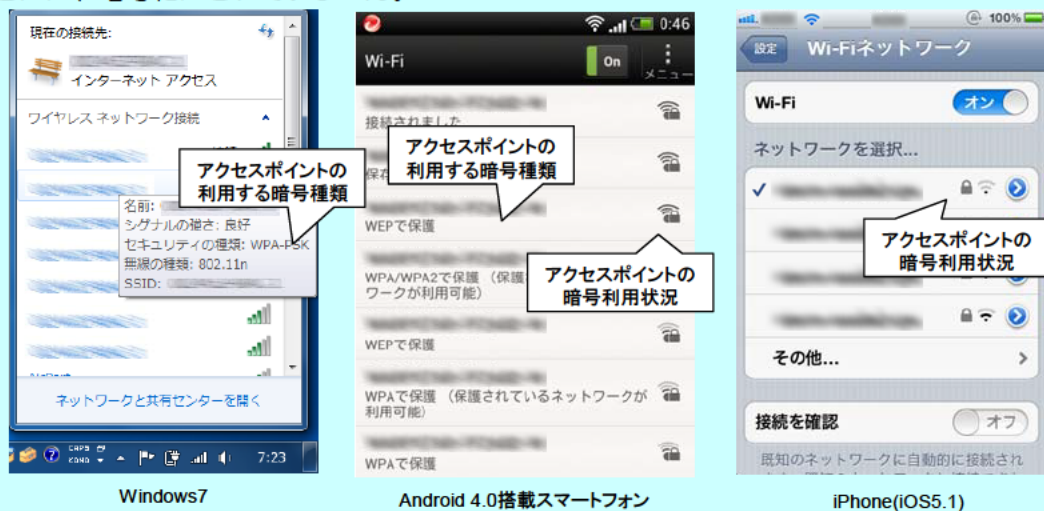 現在の接続先:
インターネット アクセス
ワイヤレス ネットワーク接続
アクセスポイントの
利用する暗号種類
名前:
シグナルの強さ: 良好
セキュリティの種類: WPA-PSK
無線の種類: 802.11n
SSID:
ネットワークと共有センターを開く
CAPS
KANA
7:23
Windows7
0:46
Wi-Fi
On
メニュー
接続されました
アクセスポイントの
利用する暗号種類
WEPで保護
WPA/WPA2で保護 (保護
ワークが利用可能)
アクセスポイントの
暗号利用状況
WEPで保護
WPAで保護 (保護されているネットワークが
利用可能)
WPAで保護
Android 4.0搭載スマートフォン
100%
設定
Wi-Fiネットワーク
Wi-Fi
オン
ネットワークを選択...
アクセスポイントの
暗号利用状況
その他...
接続を確認
オフ
既知のネットワークに自動的に接続され
iPhone(iOS5.1)